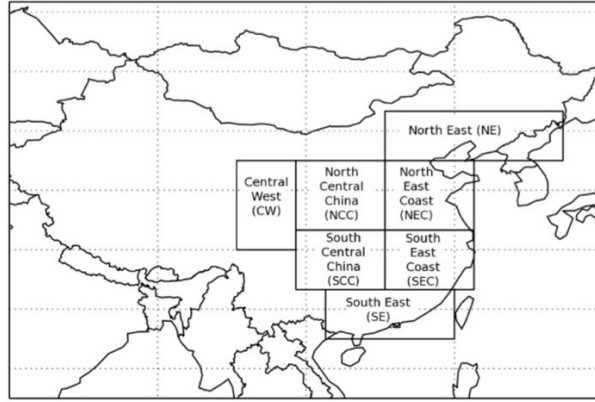 North East (NE)
Central
West
(CW)
North
Central
China
(NCC)
North
East
Coast
(NEC)
South
Central
China
(SCC)
South
East
Coast
(SEC)
South East
(SE)